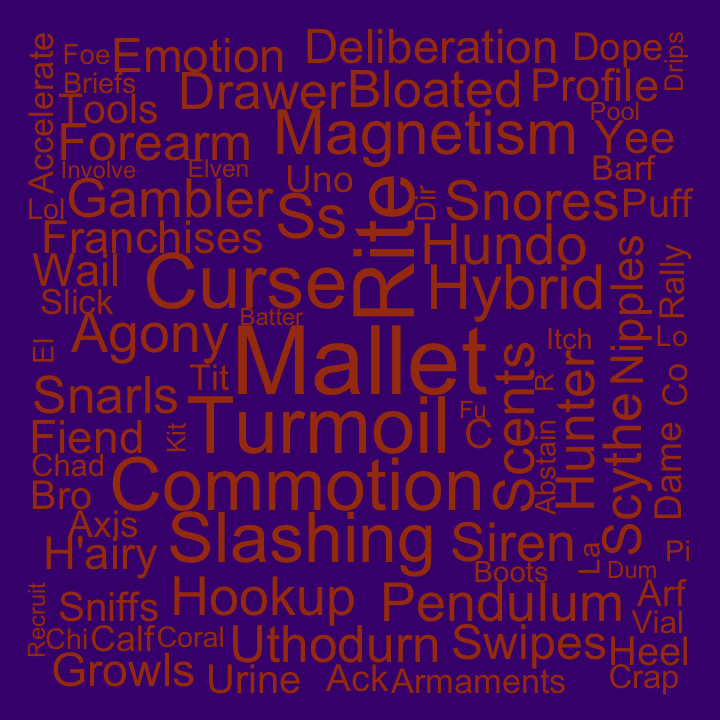 Accelerate
Foe
Emotion
Deliberation
Dope
Drips
Briefs
Drawer
Bloated
Profile
Tools
Pool
Forearm
Magnetism
Yee
Involve
Elven
Uno
Barf
Lol
Gambler
Ss
Rite
Dir
Snores
Puff
Franchises
Hundo
Wail
Curse
Hybrid
Nipples
Rally
Slick
Batter
Agony
El
Mallet
Itch
Lo
Tit
Scents
R
Hunter
Scythe
Co
Snarls
Turmoil
Fu
C
Fiend
Kit
Abstain
Dame
Chad
Commotion
Bro
Axjs
Slashing
Siren
La
Pi
H'airy
Boots
Dum
Recruit
Sniffs
Hookup
Pendulum
Arf
Vial
Chi
Calf
Coral
Uthodurn
Swipes
Heel
Growls
Urine
Ack
Armaments
Crap